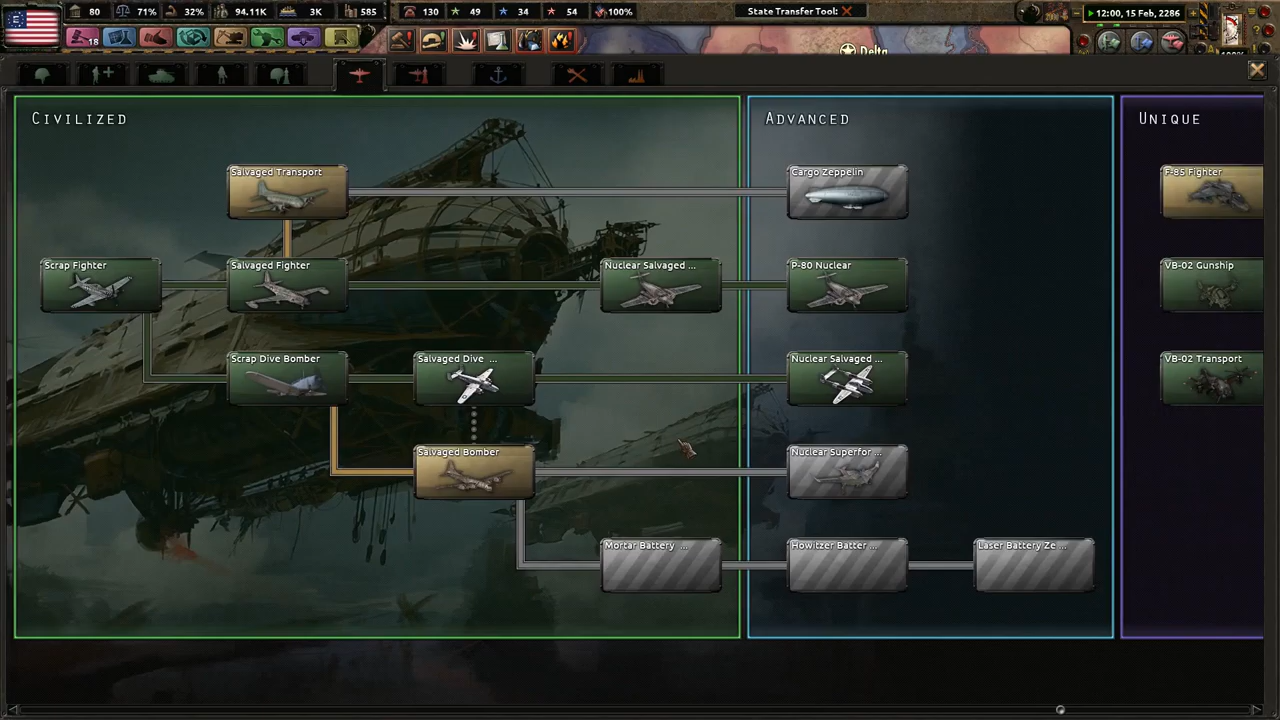 80 71% 32% 94.11K 3K 585 130 49 34 54 100% State Transfer Tool: 12:00, 15 Feb, 2286
18
Delta
Civilized Advanced Unique
Salvaged Transport Cargo Zeppelin F-85 Fighter
Scrap Fighter Salvaged Fighter Nuclear Salvaged ... P-80 Nuclear VB-02 Gunship
Scrap Dive Bomber Salvaged Dive ... Nuclear Salvaged ... VB-02 Transport
Salvaged Bomber Nuclear Superfor ...
Mortar Battery ... Howitzer Batter ... Laser Battery Ze ...